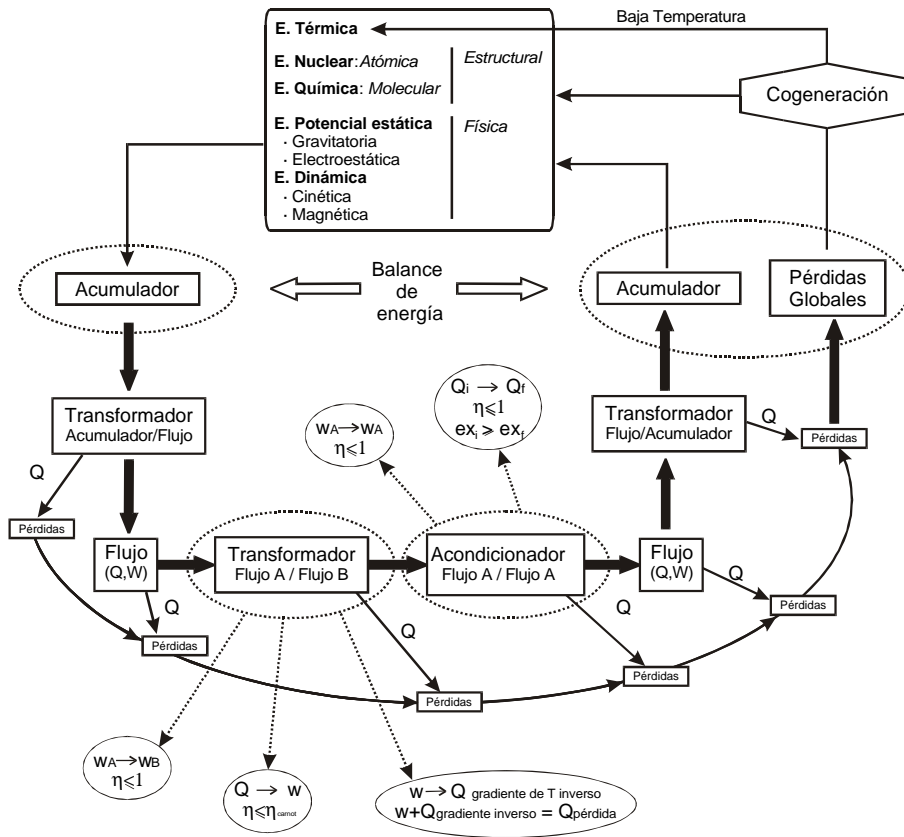 Baja Temperatura
E. Térmica
E. Nuclear: Atómica
Estructural
E. Química: Molecular
Cogeneración
E. Potencial estática
Física
· Gravitatoria
· Electroestática
E. Dinámica
· Cinética
· Magnética
Acumulador
Balance
de
energía
Acumulador
Pérdidas
Globales
Transformador
Acumulador/Flujo
Qi → Qf
η≤1
exi ≥ exf
Transformador
Flujo/Acumulador
Q
Pérdidas
wA→wA
η≤1
Q
Pérdidas
Flujo
(Q,W)
Transformador
Flujo A / Flujo B
Acondicionador
Flujo A / Flujo A
Flujo
(Q,W)
Q
Pérdidas
Q
Pérdidas
Q
Pérdidas
Q
Pérdidas
wA→wB
η≤1
Q → w
η≤ηcarnot
w → Q gradiente de T inverso
w+Qgradiente inverso = Qpérdida